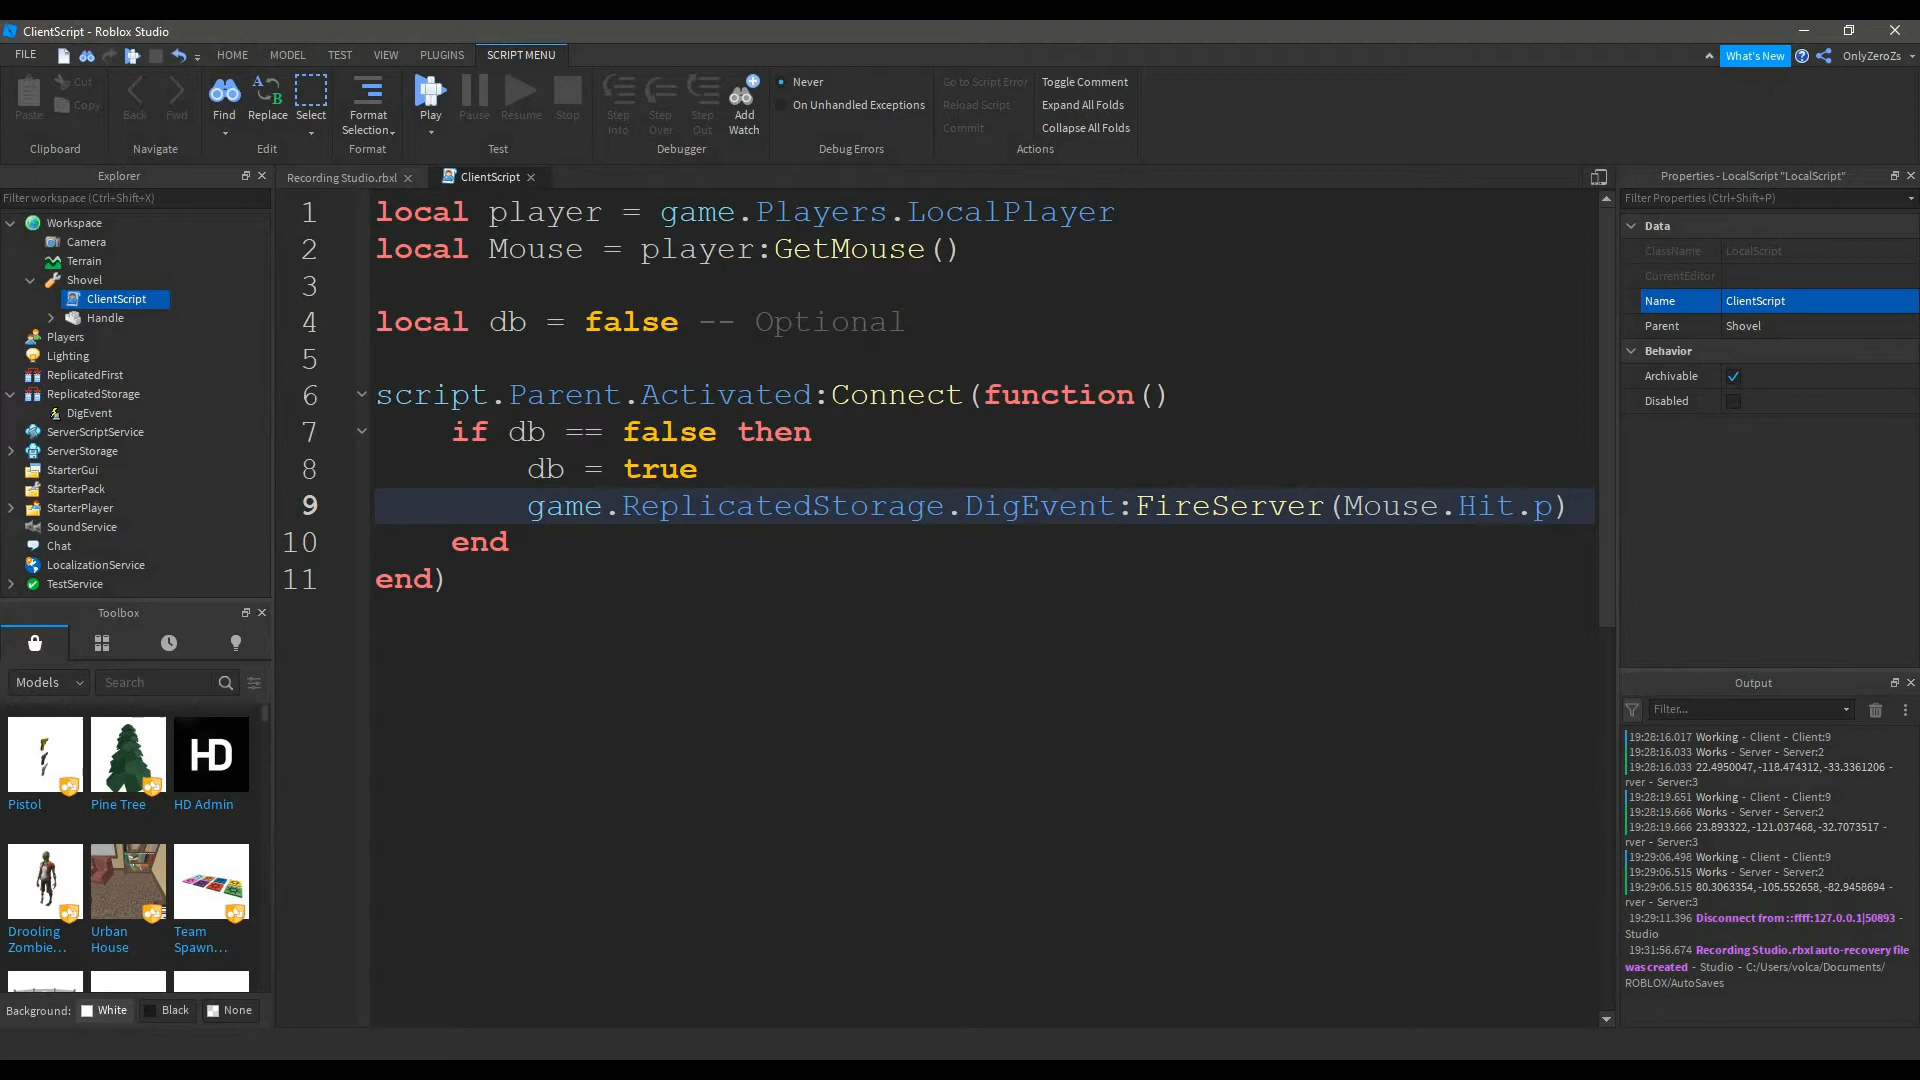 ClientScript - Roblox Studio
FILE
HOME
MODEL
TEST
VIEW
PLUGINS
SCRIPT MENU
What's New
OnlyZeroZs
Paste
Cut
Copy
Clipboard
Back
Fwd
Navigate
Find
Replace
Select
Edit
Format
Selection
Format
Play
Pause
Resume
Stop
Test
Step
Into
Step
Over
Step
Out
Add
Watch
Debugger
Never
On Unhandled Exceptions
Debug Errors
Go to Script Error
Reload Script
Commit
Toggle Comment
Expand All Folds
Collapse All Folds
Actions
Explorer
Filter workspace (Ctrl+Shift+X)
Workspace
Camera
Terrain
Shovel
ClientScript
Handle
Players
Lighting
ReplicatedFirst
ReplicatedStorage
DigEvent
ServerScriptService
ServerStorage
StarterGui
StarterPack
StarterPlayer
SoundService
Chat
LocalizationService
TestService
Toolbox
Models
Search
Pistol
Pine Tree
HD
HD Admin
Drooling
Zombie...
Urban
House
Team
Spawn...
Background:
White
Black
None
Recording Studio.rbxl
ClientScript
1 local player = game.Players.LocalPlayer
2 local Mouse = player:GetMouse()
3
4 local db = false -- Optional
5
6 script.Parent.Activated:Connect(function()
7 if db == false then
8 db = true
9 game.ReplicatedStorage.DigEvent:FireServer(Mouse.Hit.p)
10 end
11 end)
Properties - LocalScript "LocalScript"
Filter Properties (Ctrl+Shift+P)
Data
ClassName LocalScript
CurrentEditor
Name ClientScript
Parent Shovel
Behavior
Archivable
Disabled
Output
Filter...
19:28:16.017 Working - Client - Client:9
19:28:16.033 Works - Server - Server:2
19:28:16.033 22.4950047, -118.474312, -33.3361206 -
rver - Server:3
19:28:19.651 Working - Client - Client:9
19:28:19.666 Works - Server - Server:2
19:28:19.666 23.893322, -121.037468, -32.7073517 -
rver - Server:3
19:29:06.498 Working - Client - Client:9
19:29:06.515 Works - Server - Server:2
19:29:06.515 80.3063354, -105.552658, -82.9458694 -
rver - Server:3
19:29:11.396 Disconnect from ::ffff:127.0.0.1|50893 -
Studio
19:31:56.674 Recording Studio.rbxl auto-recovery file
was created - Studio - C:/Users/volca/Documents/
ROBLOX/AutoSaves